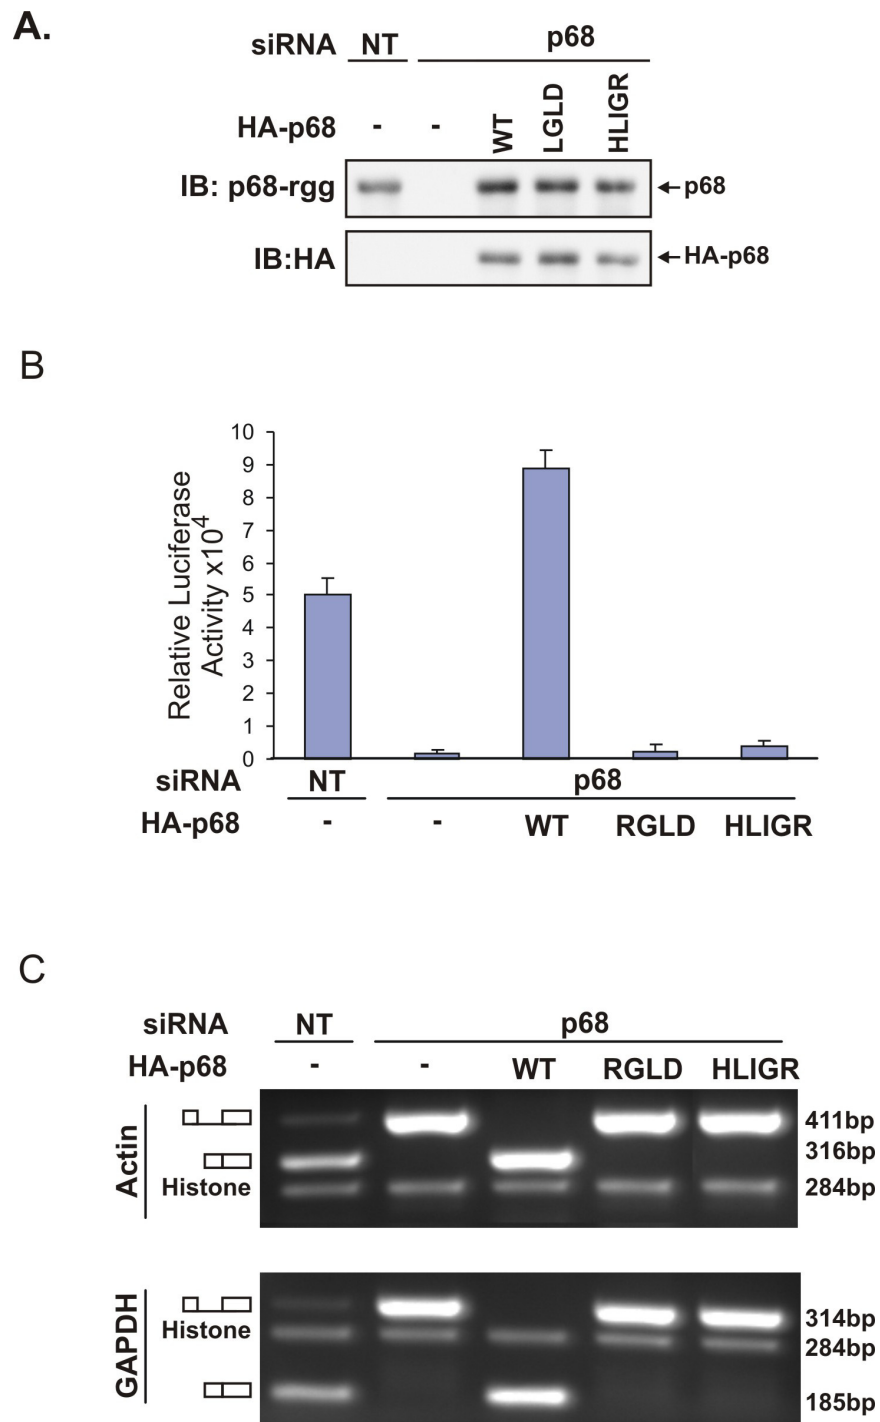 A.
siRNA NT p68
HA-p68 - - WT LGLD HLIGR
IB: p68-rgg ←p68
IB:HA ←HA-p68
B
Relative Luciferase
Activity x10⁴
10
9
8
7
6
5
4
3
2
1
0
siRNA NT p68
HA-p68 - - WT RGLD HLIGR
C
siRNA NT p68
HA-p68 - - WT RGLD HLIGR
Actin
411bp
316bp
Histone 284bp
GAPDH
314bp
Histone 284bp
185bp